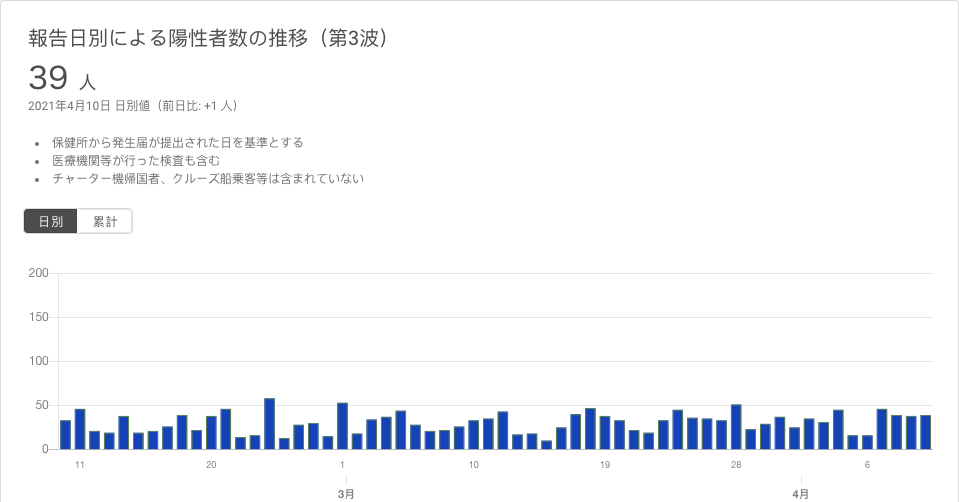 報告日別による陽性者数の推移（第3波）
39 人
2021年4月10日 日別値（前日比: +1 人）
• 保健所から発生届が提出された日を基準とする
• 医療機関等が行った検査も含む
• チャーター機帰国者、クルーズ船乗客等は含まれていない
日別 累計
200
150
100
50
0
11 20 1 10 19 28 6
3月 4月